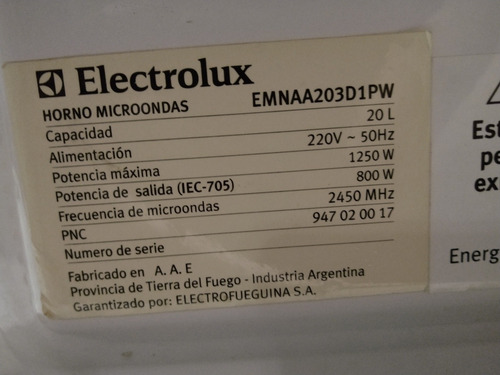 Electrolux
HORNO MICROONDAS EMNAA203D1PW
Capacidad 20 L
Alimentación 220V ~ 50Hz
Potencia máxima 1250 W
Potencia de salida (IEC-705) 800 W
Frecuencia de microondas 2450 MHz
PNC 947 02 00 17
Numero de serie
Fabricado en A. A. E
Provincia de Tierra del Fuego - Industria Argentina
Garantizado por: ELECTROFUEGUINA S.A.
Est
pe
ex
Energ